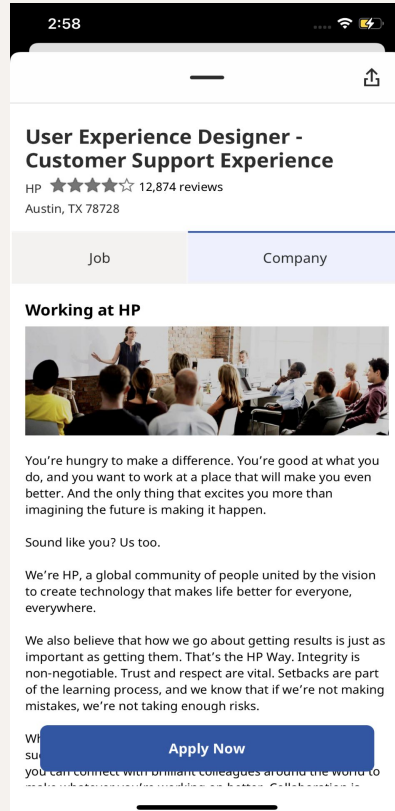 2:58
User Experience Designer -
Customer Support Experience
HP 12,874 reviews
Austin, TX 78728
Job
Company
Working at HP
You're hungry to make a difference. You're good at what you
do, and you want to work at a place that will make you even
better. And the only thing that excites you more than
imagining the future is making it happen.
Sound like you? Us too.
We're HP, a global community of people united by the vision
to create technology that makes life better for everyone,
everywhere.
We also believe that how we go about getting results is just as
important as getting them. That's the HP Way. Integrity is
non-negotiable. Trust and respect are vital. Setbacks are part
of the learning process, and we know that if we're not making
mistakes, we're not taking enough risks.
Apply Now
you can connect with brilliant colleagues around the world to